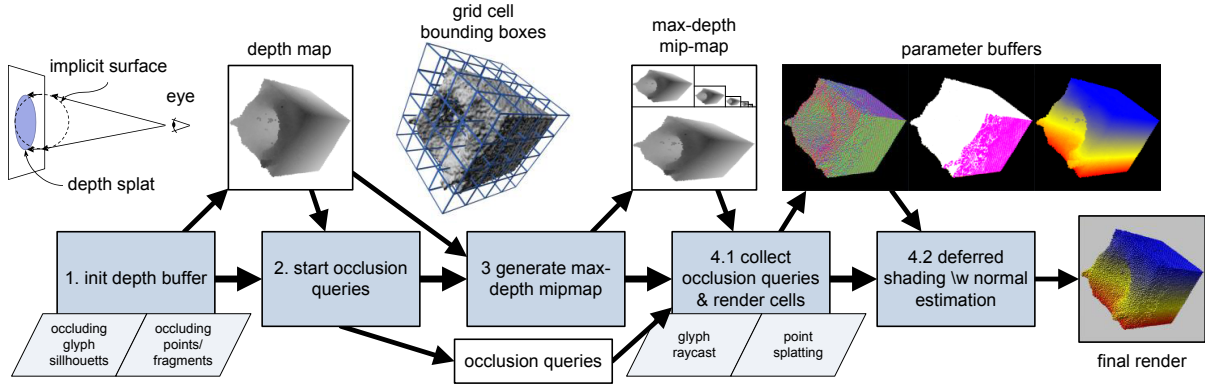 implicit surface
eye
depth splat
depth map
grid cell
bounding boxes
max-depth
mip-map
parameter buffers
1. init depth buffer
2. start occlusion
queries
3 generate max-
depth mipmap
4.1 collect
occlusion queries
& render cells
4.2 deferred
shading \w normal
estimation
occluding
glyph
sillhouetts
occluding
points/
fragments
occlusion queries
glyph
raycast
point
splatting
final render